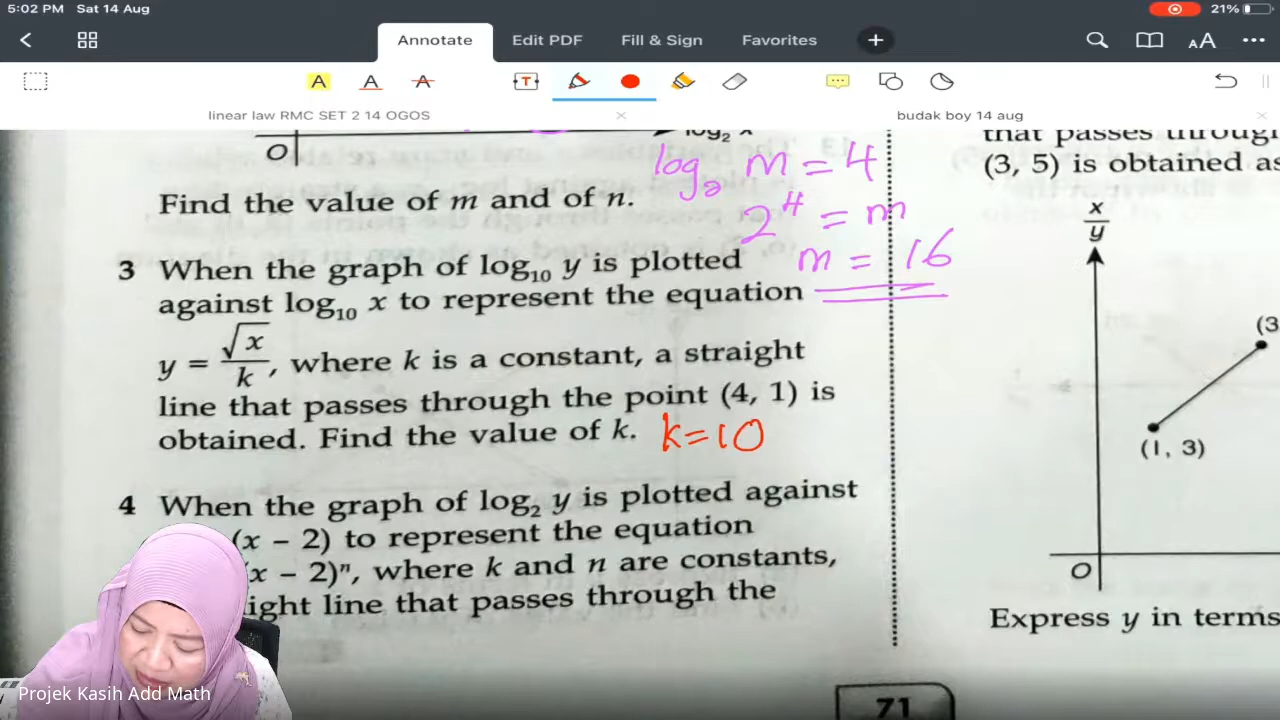 5:02 PM Sat 14 Aug
21%
Annotate
Edit PDF
Fill & Sign
Favorites
linear law RMC SET 2 14 OGOS
budak boy 14 aug
O
log₂ x
Find the value of m and of n.
log₂ m = 4
2⁴ = m
m = 16
3 When the graph of log₁₀ y is plotted
against log₁₀ x to represent the equation
y = √x/k, where k is a constant, a straight
line that passes through the point (4, 1) is
obtained. Find the value of k. k=10
4 When the graph of log₂ y is plotted against
(x – 2) to represent the equation
(x – 2)ⁿ, where k and n are constants,
ight line that passes through the
71
that passes through
(3, 5) is obtained as
x/y
(3
(1, 3)
O
Express y in terms
Projek Kasih Add Math